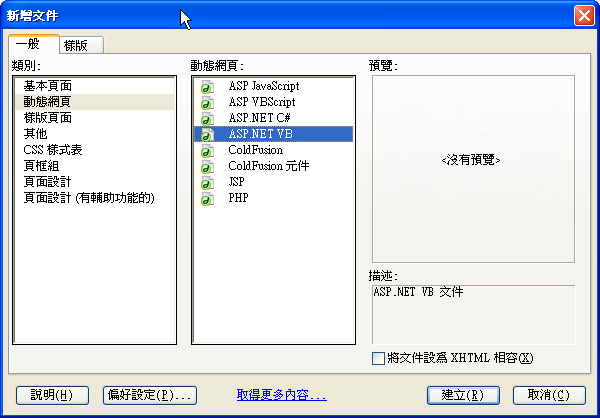 新增文件
一般
樣版
類別:
動態網頁:
預覽:
基本頁面
動態網頁
樣版頁面
其他
CSS 樣式表
頁框組
頁面設計
頁面設計 (有輔助功能的)
ASP JavaScript
ASP VBScript
ASP.NET C#
ASP.NET VB
ColdFusion
ColdFusion 元件
JSP
PHP
<沒有預覽>
描述:
ASP.NET VB 文件
將文件設為 XHTML 相容(X)
說明(H)
偏好設定(P)...
取得更多內容...
建立(R)
取消(C)